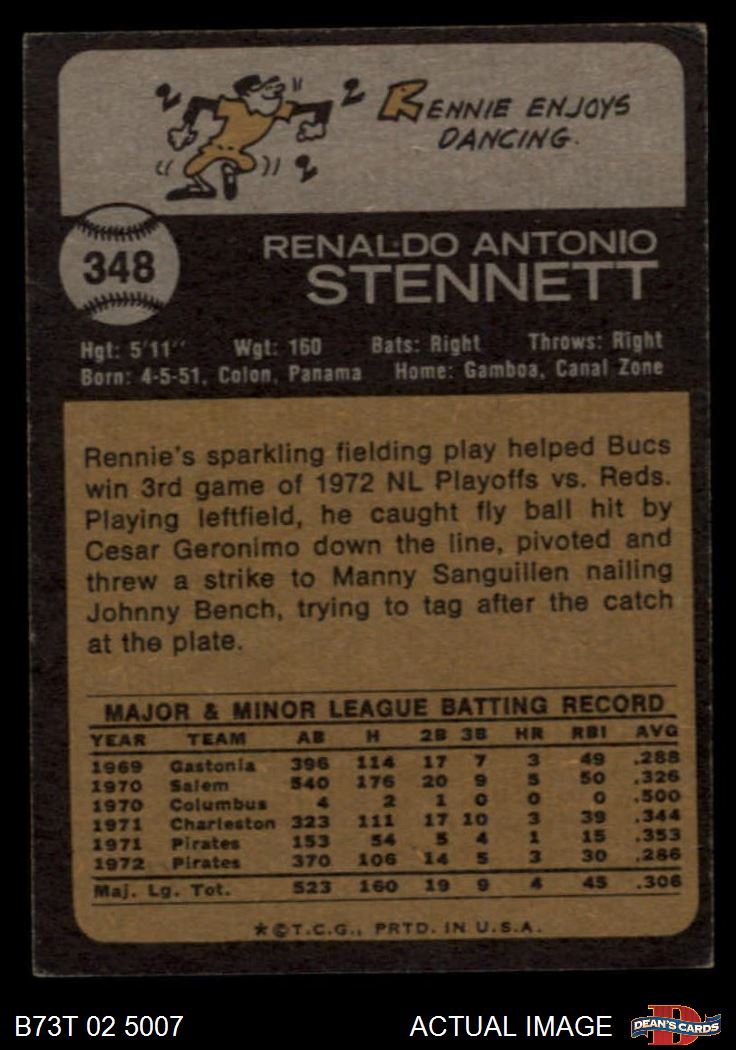 RENNIE ENJOYS
DANCING.
348
RENALDO ANTONIO
STENNETT
Hgt: 5'11" Wgt: 160 Bats: Right Throws: Right
Born: 4-5-51, Colon, Panama Home: Gamboa, Canal Zone
Rennie's sparkling fielding play helped Bucs
win 3rd game of 1972 NL Playoffs vs. Reds.
Playing leftfield, he caught fly ball hit by
Cesar Geronimo down the line, pivoted and
threw a strike to Manny Sanguillen nailing
Johnny Bench, trying to tag after the catch
at the plate.
MAJOR & MINOR LEAGUE BATTING RECORD
YEAR TEAM AB H 2B 3B HR RBI AVG
1969 Gastonia 396 114 17 7 3 49 .288
1970 Salem 540 176 20 9 5 50 .326
1970 Columbus 4 2 1 0 0 0 .500
1971 Charleston 323 111 17 10 3 39 .344
1971 Pirates 153 54 5 4 1 15 .353
1972 Pirates 370 106 14 5 3 30 .286
Maj. Lg. Tot. 523 160 19 9 4 45 .306
*©T.C.G., PRTD. IN U.S.A.
B73T 02 5007 ACTUAL IMAGE DEAN'S CARDS